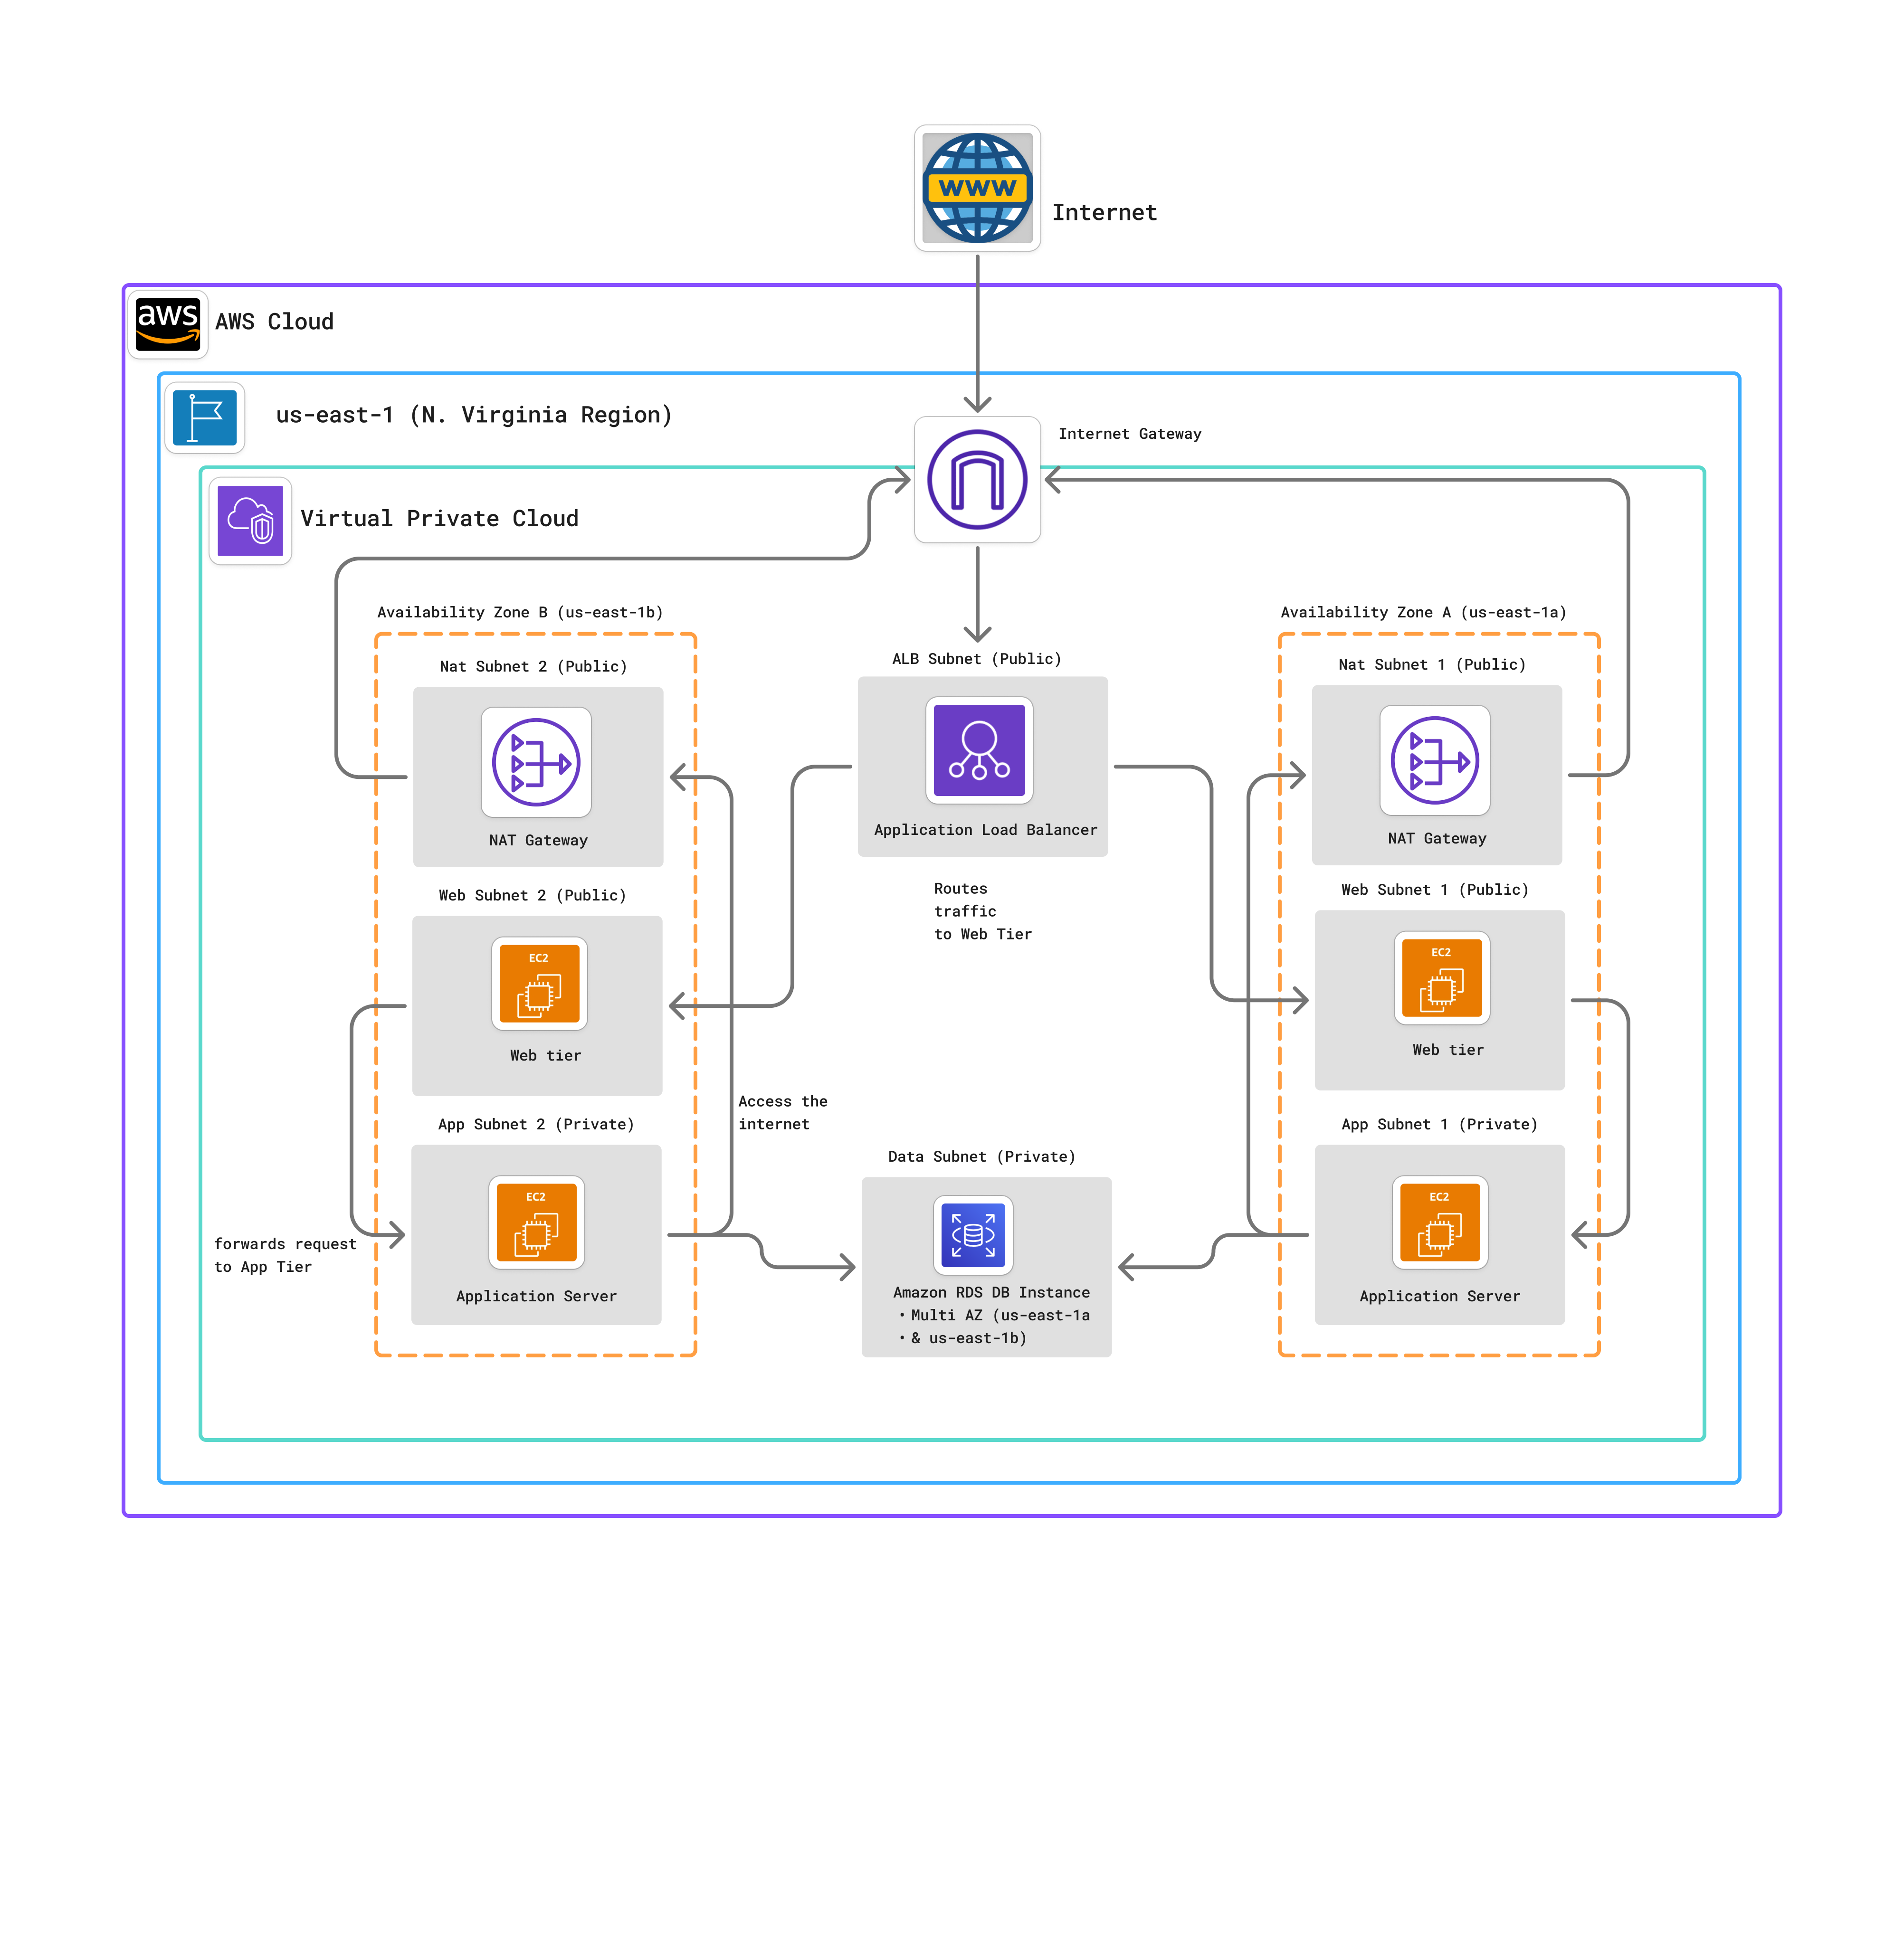 WWW
Internet
aws
AWS Cloud
us-east-1 (N. Virginia Region)
Internet Gateway
Virtual Private Cloud
Availability Zone B (us-east-1b)
Nat Subnet 2 (Public)
NAT Gateway
Web Subnet 2 (Public)
EC2
Web tier
App Subnet 2 (Private)
EC2
Application Server
forwards request
to App Tier
Access the
internet
ALB Subnet (Public)
Application Load Balancer
Routes
traffic
to Web Tier
Data Subnet (Private)
Amazon RDS DB Instance
• Multi AZ (us-east-1a
• & us-east-1b)
Availability Zone A (us-east-1a)
Nat Subnet 1 (Public)
NAT Gateway
Web Subnet 1 (Public)
EC2
Web tier
App Subnet 1 (Private)
EC2
Application Server